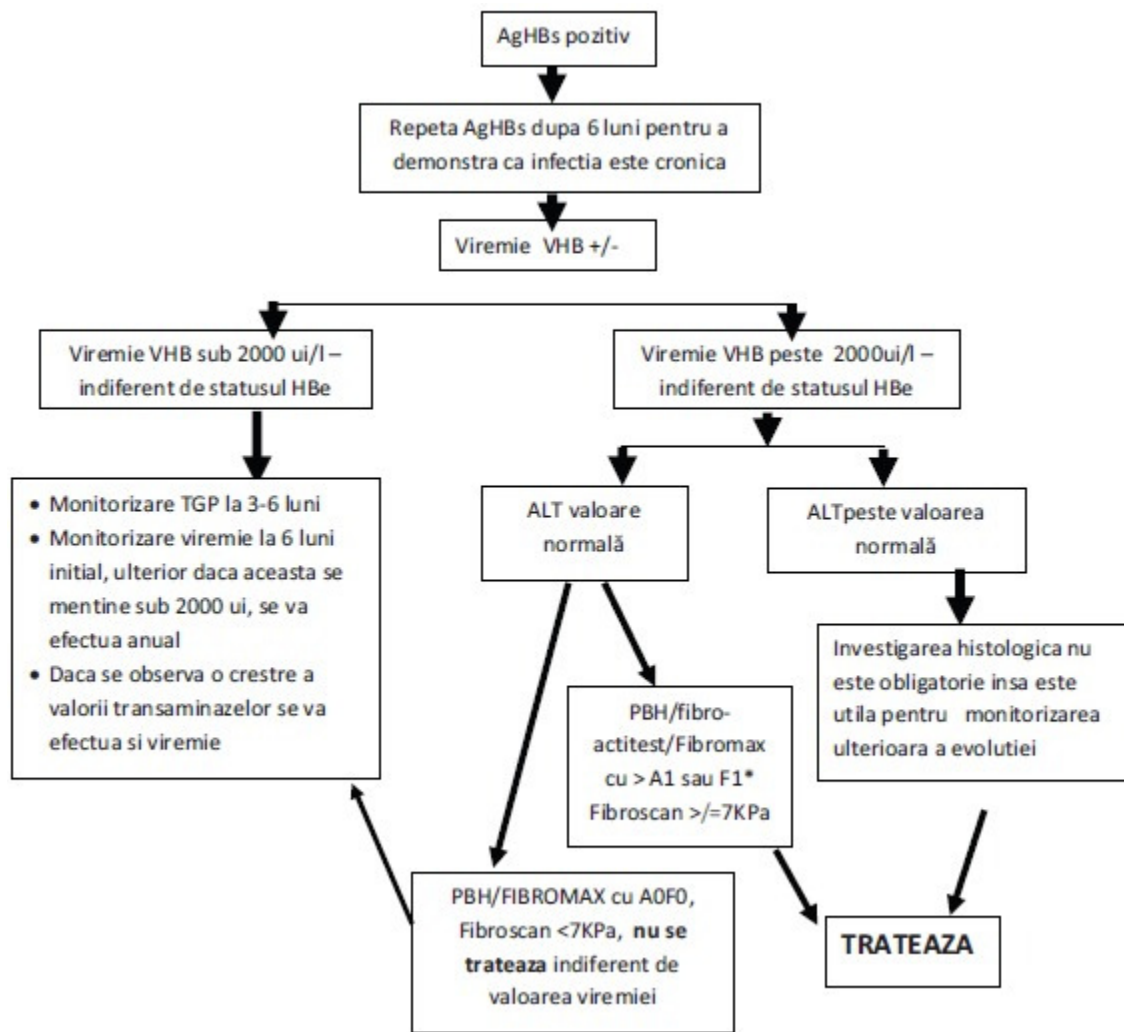 AgHBs pozitiv
Repeta AgHBs dupa 6 luni pentru a
demonstra ca infectia este cronica
Viremie VHB +/-
Viremie VHB sub 2000 ui/l –
indiferent de statusul HBe
Viremie VHB peste 2000ui/l –
indiferent de statusul HBe
• Monitorizare TGP la 3-6 luni
• Monitorizare viremie la 6 luni
initial, ulterior daca aceasta se
mentine sub 2000 ui, se va
efectua anual
• Daca se observa o crestre a
valorii transaminazelor se va
efectua si viremie
ALT valoare
normală
ALTpeste valoarea
normală
PBH/fibro-
actitest/Fibromax
cu > A1 sau F1*
Fibroscan >/=7KPa
Investigarea histologica nu
este obligatorie insa este
utila pentru monitorizarea
ulterioara a evolutiei
PBH/FIBROMAX cu A0F0,
Fibroscan <7KPa, nu se
trateaza indiferent de
valoarea viremiei
TRATEAZA